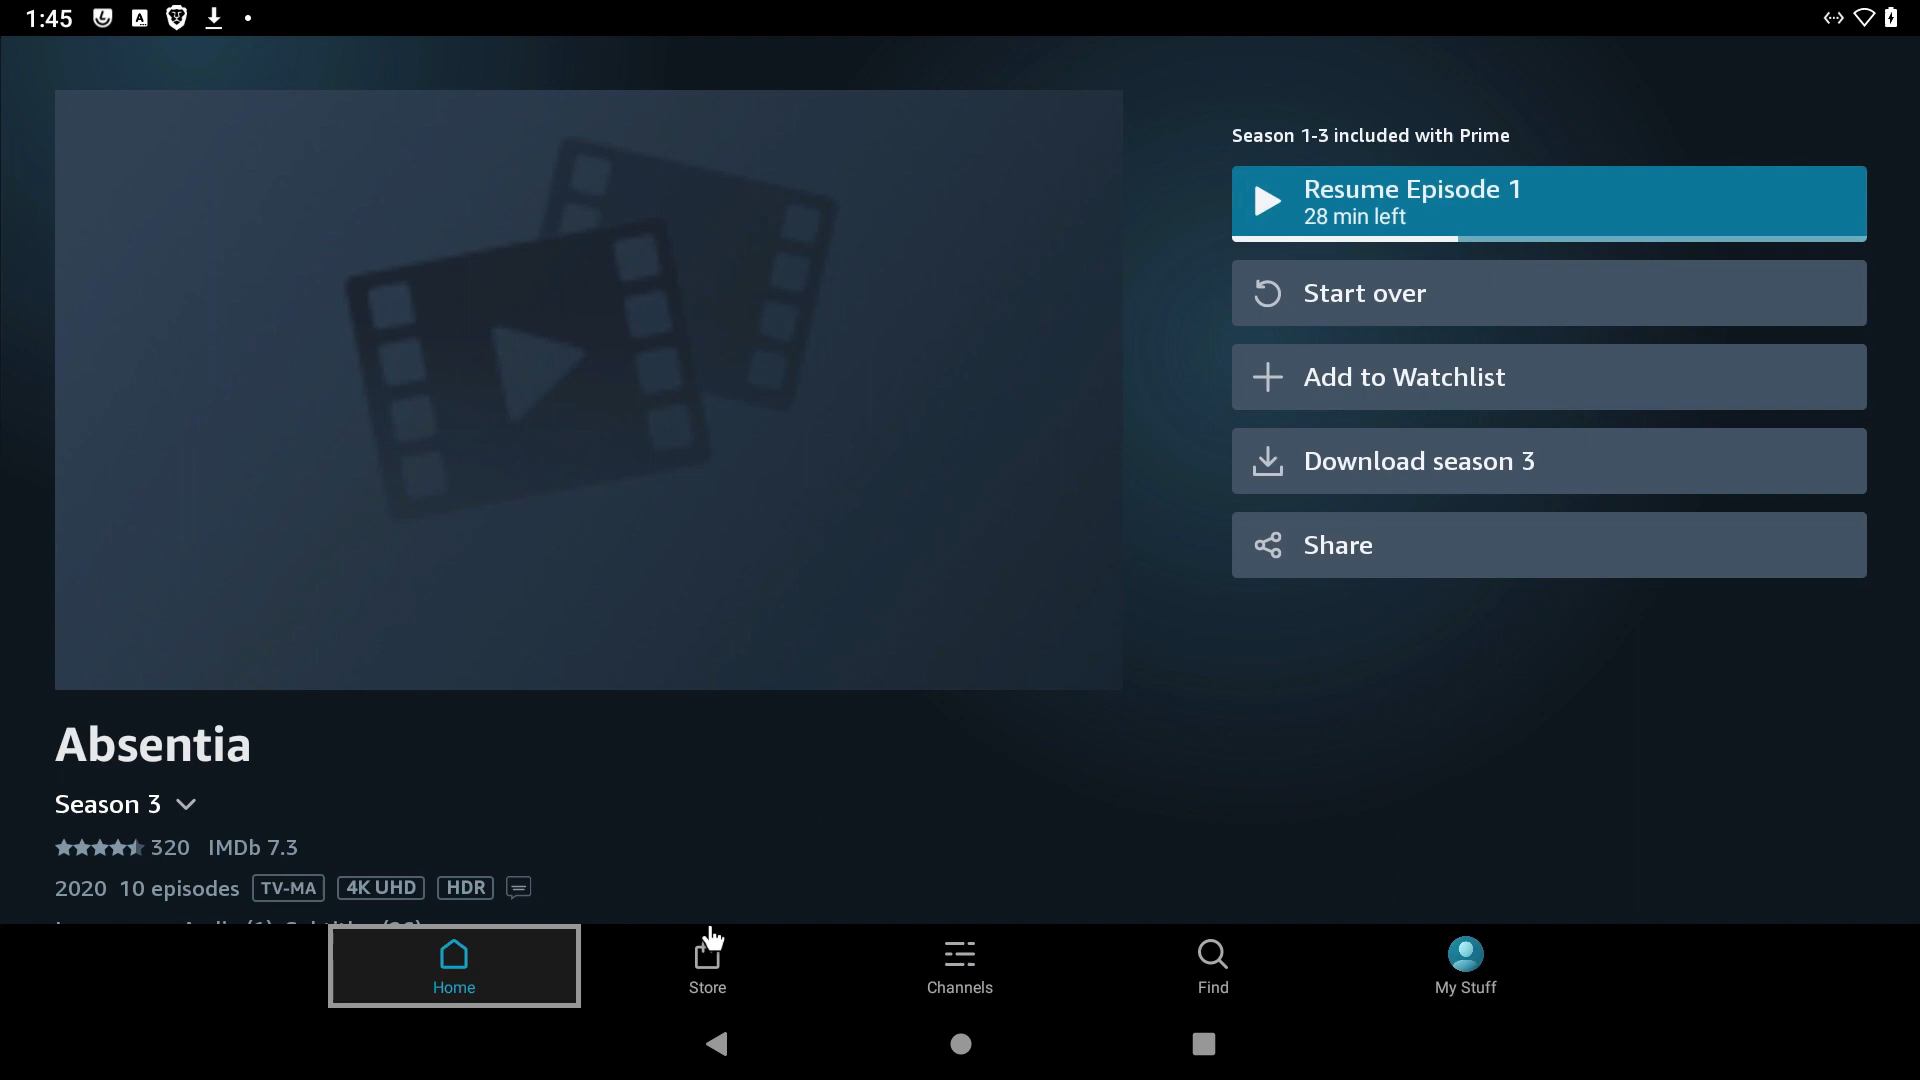 1:45
Season 1-3 included with Prime
Resume Episode 1
28 min left
Start over
Add to Watchlist
Download season 3
Share
Absentia
Season 3
320 IMDb 7.3
2020 10 episodes TV-MA 4K UHD HDR
Home
Store
Channels
Find
My Stuff